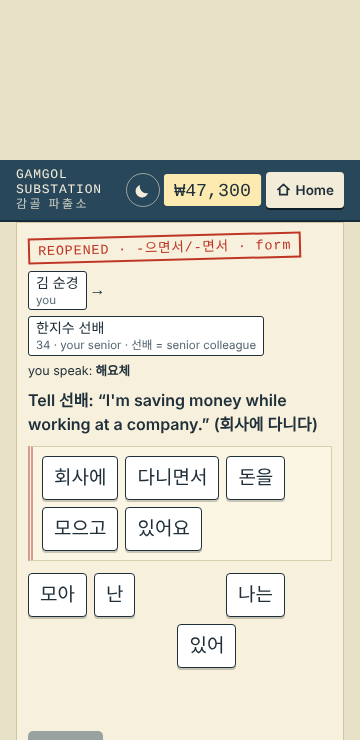 GAMGOL
SUBSTATION
감골 파출소
₩47,300
Home
REOPENED · -으면서/-면서 · form
김 순경
you
→
한지수 선배
34 · your senior · 선배 = senior colleague
you speak: 해요체
Tell 선배: “I'm saving money while
working at a company.” (회사에 다니다)
회사에 다니면서 돈을
모으고 있어요
모아 난 나는
있어